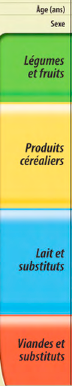 Âge (ans)
Sexe
Légumes
et fruits
Produits
céréaliers
Lait et
substituts
Viandes et
substituts